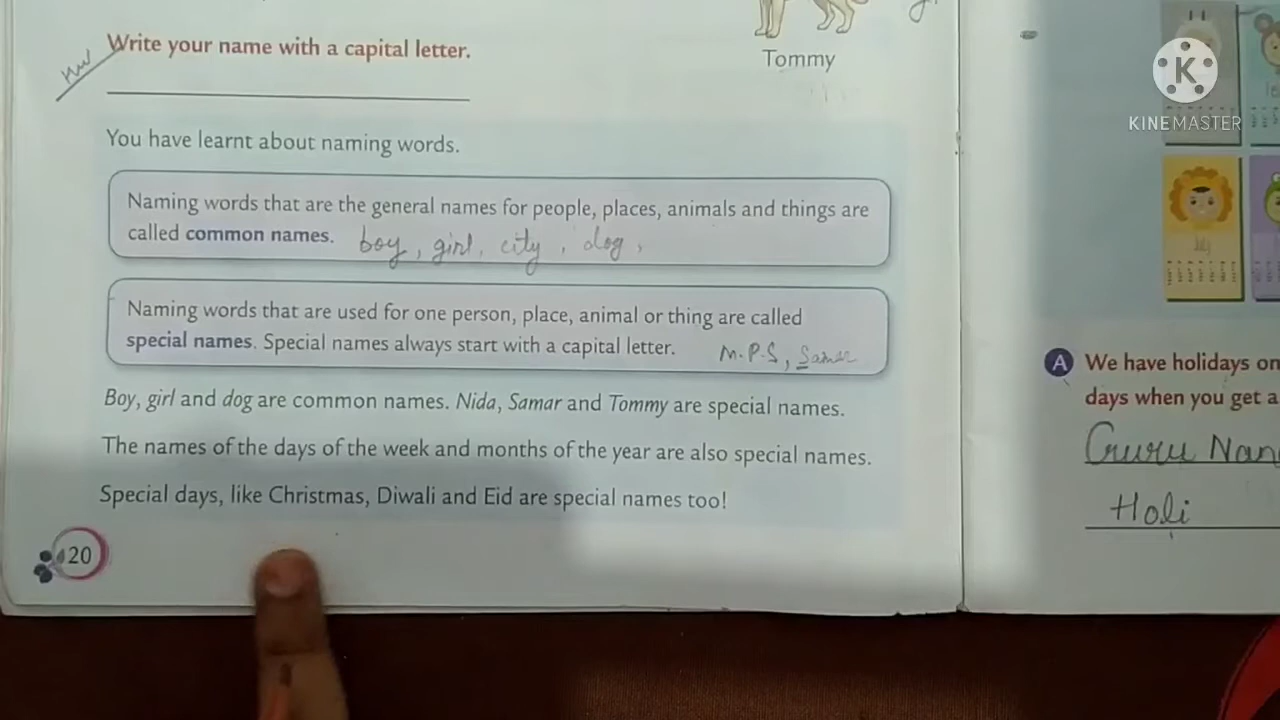 Write your name with a capital letter.
HW
Tommy
You have learnt about naming words.
Naming words that are the general names for people, places, animals and things are
called common names. boy, girl, city, dog,
Naming words that are used for one person, place, animal or thing are called
special names. Special names always start with a capital letter. M.P.S, Samar
Boy, girl and dog are common names. Nida, Samar and Tommy are special names.
The names of the days of the week and months of the year are also special names.
Special days, like Christmas, Diwali and Eid are special names too!
20
K
KINEMASTER
A We have holidays on
days when you get a
Guru Nan
Holi